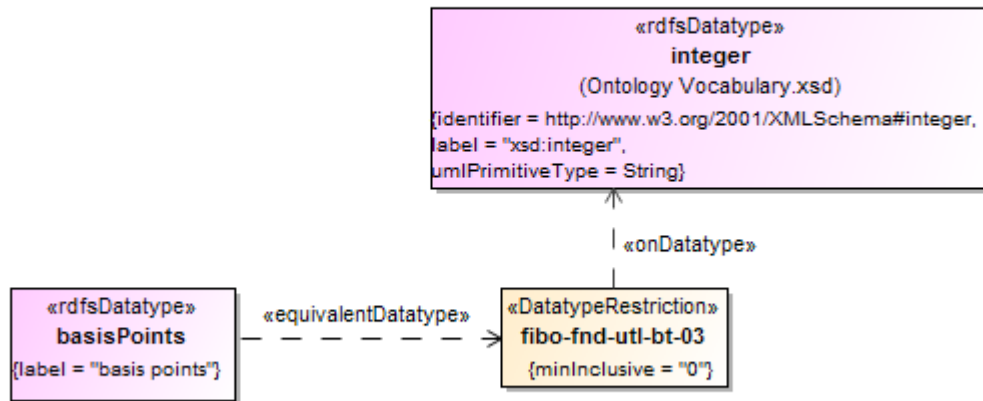 «rdfsDatatype»
integer
(Ontology Vocabulary.xsd)
{identifier = http://www.w3.org/2001/XMLSchema#integer,
label = "xsd:integer",
umlPrimitiveType = String}
«onDatatype»
«rdfsDatatype»
basisPoints
{label = "basis points"}
«equivalentDatatype»
«DatatypeRestriction»
fibo-fnd-utl-bt-03
{minInclusive = "0"}